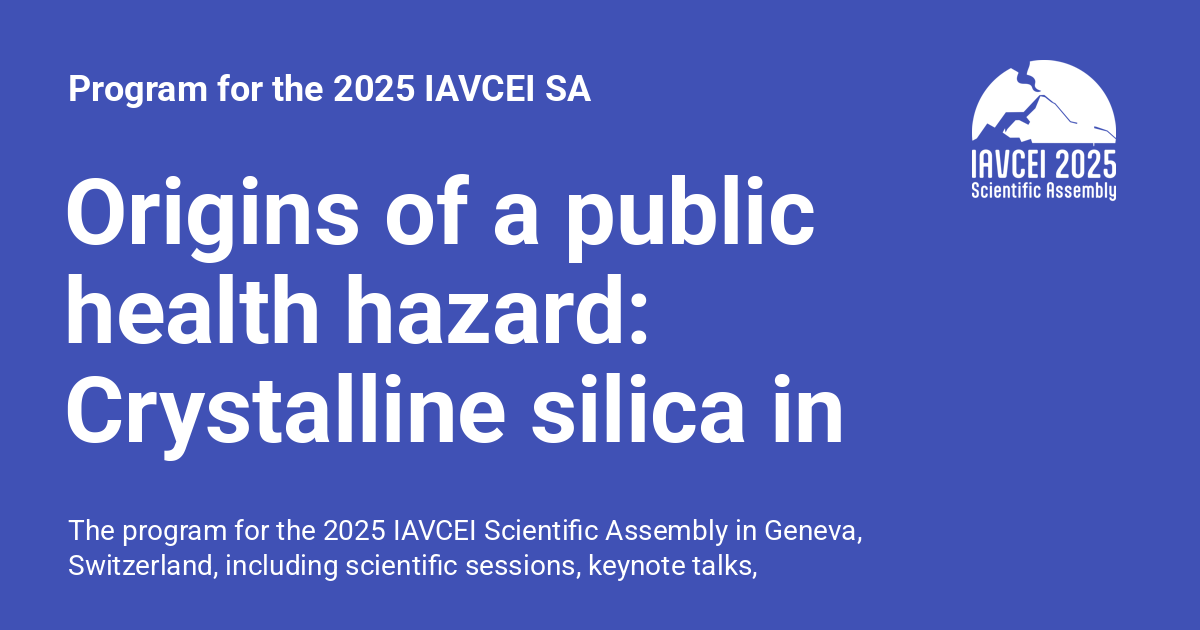 Program for the 2025 IAVCEI SA
IAVCEI 2025
Scientific Assembly
Origins of a public
health hazard:
Crystalline silica in
The program for the 2025 IAVCEI Scientific Assembly in Geneva,
Switzerland, including scientific sessions, keynote talks,